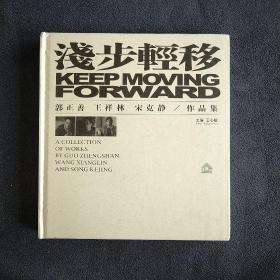 淺步輕移
KEEP MOVING
FORWARD
郭正善 王祥林 宋克静／作品集
A COLLECTION
OF WORKS
BY GUO ZHENGSHAN
WANG XIANGLIN
AND SONG KEJING